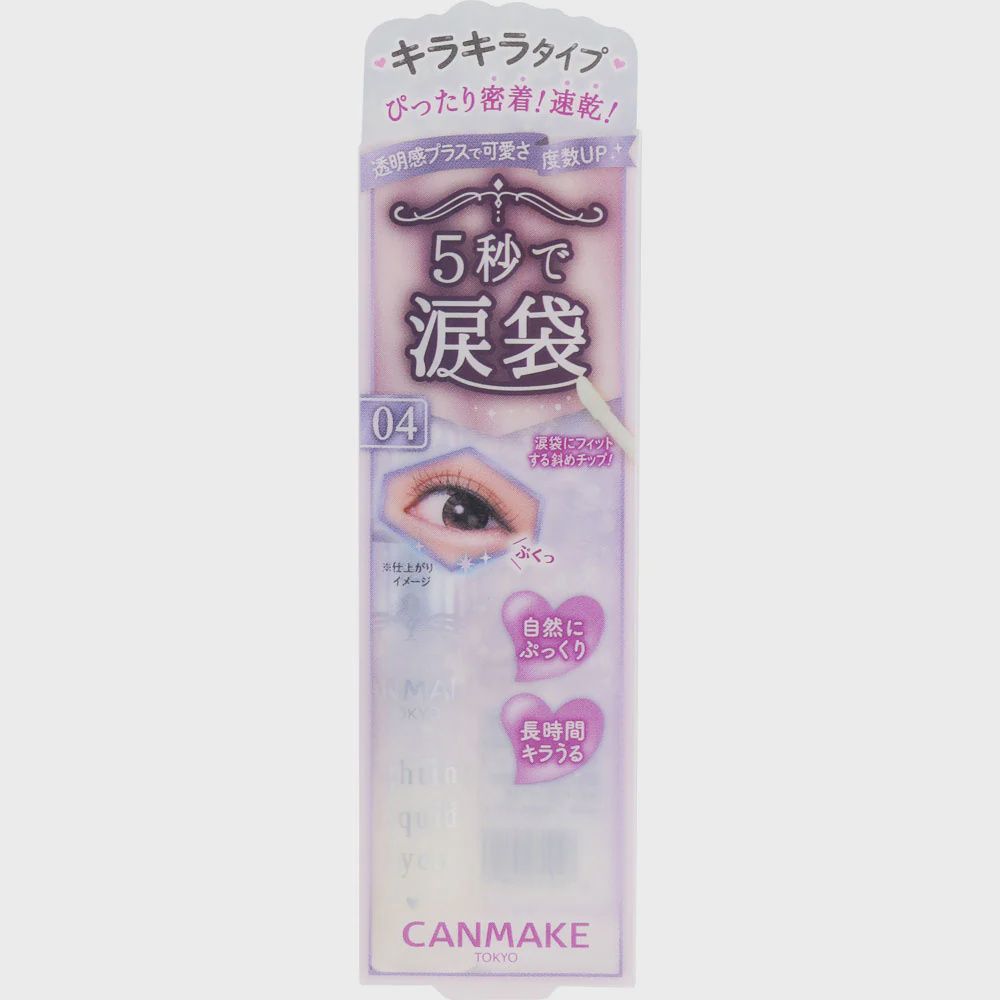 キラキラタイプ
ぴったり密着!速乾!
透明感プラスで可愛さ度数UP
5秒で
涙袋
04
涙袋にフィット
する斜めチップ!
ぷくっ
※仕上がり
イメージ
自然に
ぷっくり
長時間
キラうる
CANMAKE
TOKYO